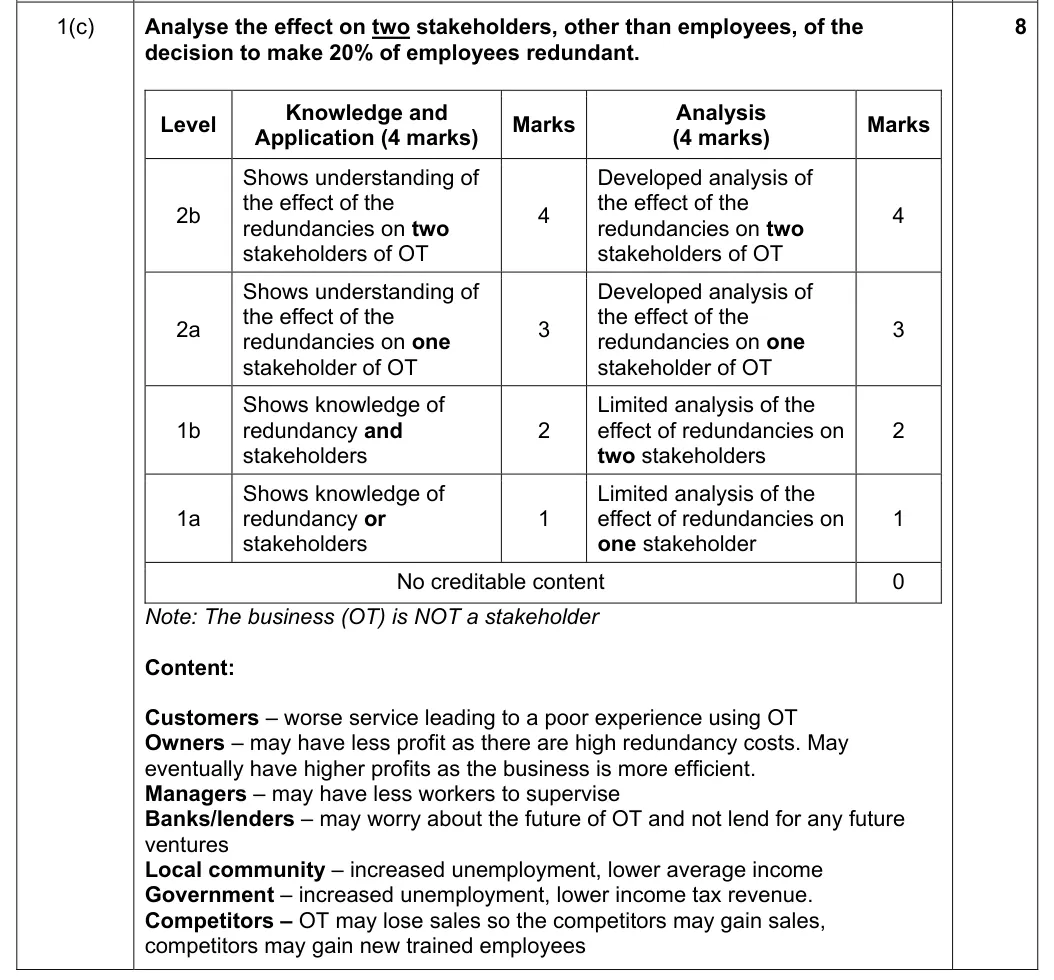 1(c)
Analyse the effect on two stakeholders, other than employees, of the
decision to make 20% of employees redundant.
8
Level
Knowledge and
Application (4 marks)
Marks
Analysis
(4 marks)
Marks
2b
Shows understanding of
the effect of the
redundancies on two
stakeholders of OT
4
Developed analysis of
the effect of the
redundancies on two
stakeholders of OT
4
2a
Shows understanding of
the effect of the
redundancies on one
stakeholder of OT
3
Developed analysis of
the effect of the
redundancies on one
stakeholder of OT
3
1b
Shows knowledge of
redundancy and
stakeholders
2
Limited analysis of the
effect of redundancies on
two stakeholders
2
1a
Shows knowledge of
redundancy or
stakeholders
1
Limited analysis of the
effect of redundancies on
one stakeholder
1
No creditable content
0
Note: The business (OT) is NOT a stakeholder
Content:
Customers – worse service leading to a poor experience using OT
Owners – may have less profit as there are high redundancy costs. May
eventually have higher profits as the business is more efficient.
Managers – may have less workers to supervise
Banks/lenders – may worry about the future of OT and not lend for any future
ventures
Local community – increased unemployment, lower average income
Government – increased unemployment, lower income tax revenue.
Competitors – OT may lose sales so the competitors may gain sales,
competitors may gain new trained employees